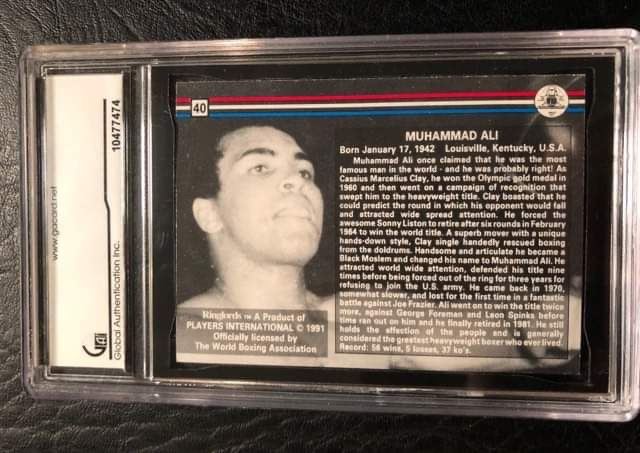 40
MUHAMMAD ALI
Born January 17, 1942 Louisville, Kentucky, U.S.A.
Muhammad Ali once claimed that he was the most
famous man in the world - and he was probably right! As
Cassius Marcelius Clay, he won the Olympic gold medal in
1960 and then went on a campaign of recognition that
swept him to the heavyweight title. Clay boasted that he
could predict the round in which his opponent would fall
and attracted wide spread attention. He forced the
awesome Sonny Liston to retire after six rounds in February
1964 to win the world title. A superb mover with a unique
hands-down style, Clay single handedly rescued boxing
from the doldrums. Handsome and articulate he became a
Black Moslem and changed his name to Muhammad Ali. He
attracted world wide attention, defended his title nine
times before being forced out of the ring for three years for
refusing to join the U.S. army. He came back in 1970,
somewhat slower, and lost for the first time in a fantastic
battle against Joe Frazier. Ali went on to win the title twice
more, against George Foreman and Leon Spinks before
time ran out on him and he finally retired in 1981. He still
holds the affection of the people and is generally
considered the greatest heavyweight boxer who ever lived.
Record: 56 wins, 5 losses, 37 ko's.
Ringlords TM A Product of
PLAYERS INTERNATIONAL © 1991
Officially licensed by
The World Boxing Association
10477474
Global Authentication Inc.
www.gacard.net
GAI